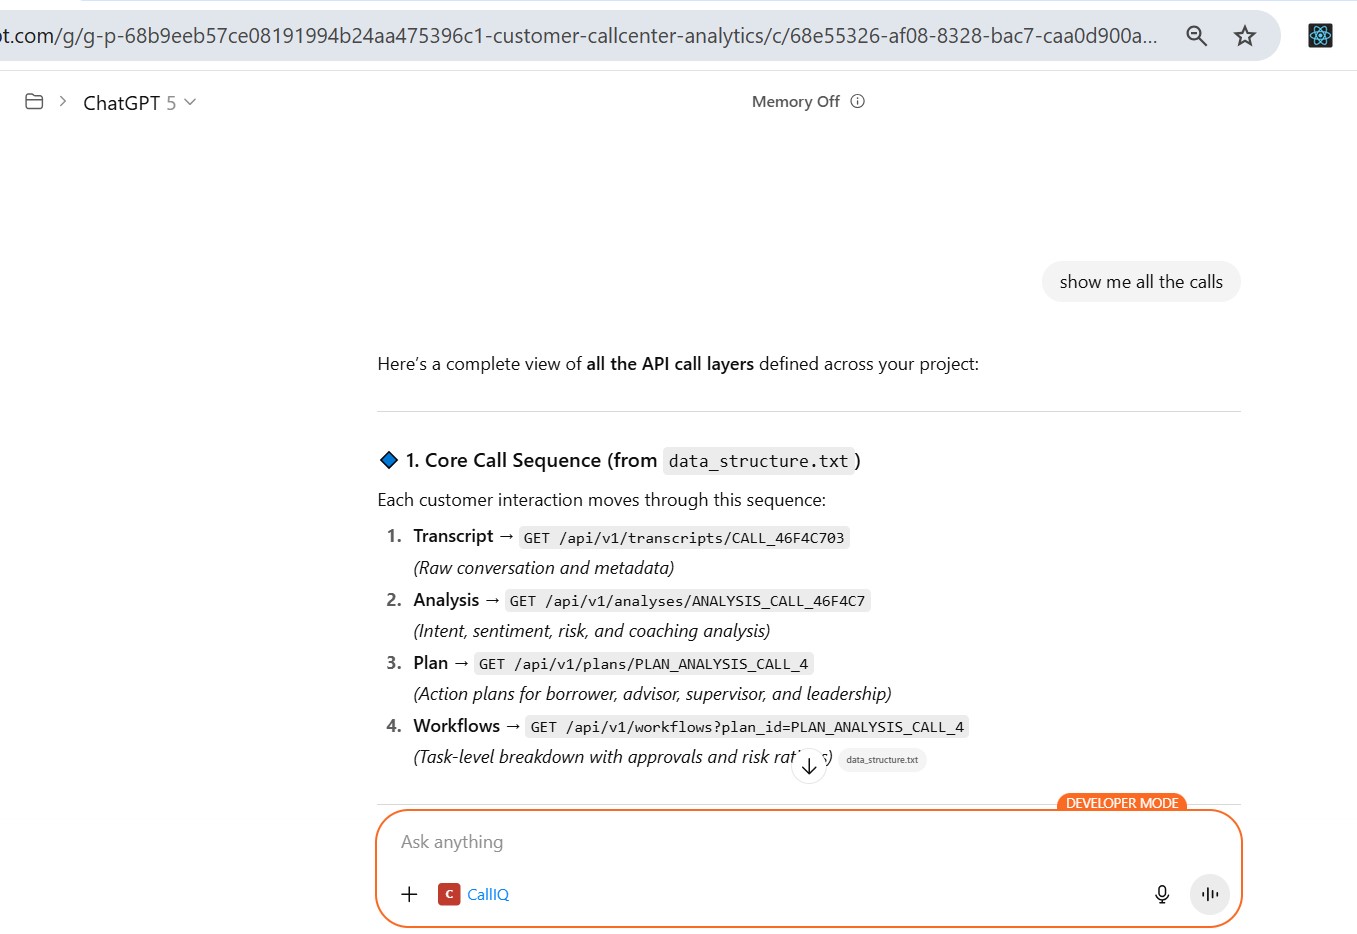 ot.com/g/g-p-68b9eeb57ce08191994b24aa475396c1-customer-callcenter-analytics/c/68e55326-af08-8328-bac7-caa0d900a...
ChatGPT 5
Memory Off
show me all the calls
Here's a complete view of all the API call layers defined across your project:
1. Core Call Sequence (from data_structure.txt)
Each customer interaction moves through this sequence:
1. Transcript → GET /api/v1/transcripts/CALL_46F4C703
(Raw conversation and metadata)
2. Analysis → GET /api/v1/analyses/ANALYSIS_CALL_46F4C7
(Intent, sentiment, risk, and coaching analysis)
3. Plan → GET /api/v1/plans/PLAN_ANALYSIS_CALL_4
(Action plans for borrower, advisor, supervisor, and leadership)
4. Workflows → GET /api/v1/workflows?plan_id=PLAN_ANALYSIS_CALL_4
(Task-level breakdown with approvals and risk ratings) data_structure.txt
DEVELOPER MODE
Ask anything
C CallIQ